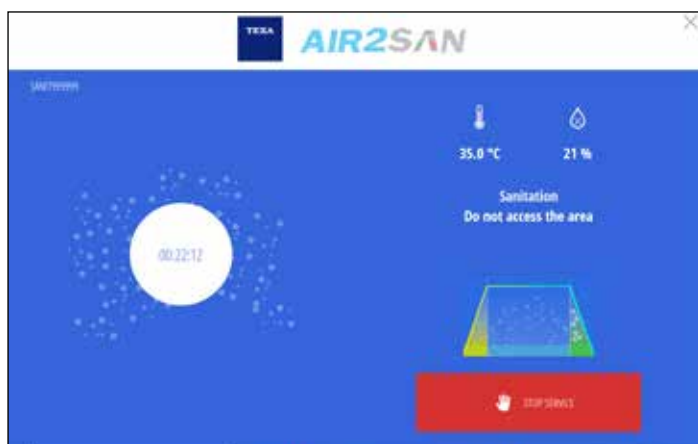 TEXA AIR2SAN
35.0 °C 21 %
Sanitation
Do not access the area
00:22:12
STOP SERVICE